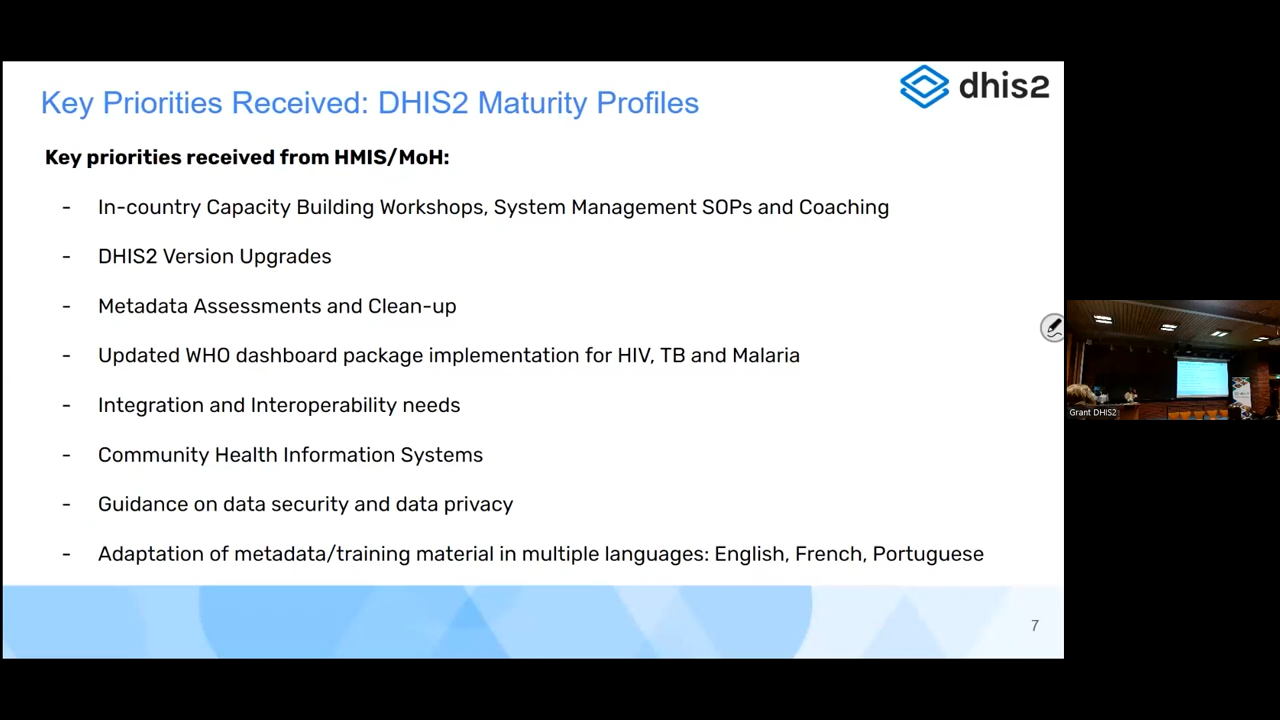 dhis2
Key Priorities Received: DHIS2 Maturity Profiles
Key priorities received from HMIS/MoH:
- In-country Capacity Building Workshops, System Management SOPs and Coaching
- DHIS2 Version Upgrades
- Metadata Assessments and Clean-up
- Updated WHO dashboard package implementation for HIV, TB and Malaria
- Integration and Interoperability needs
- Community Health Information Systems
- Guidance on data security and data privacy
- Adaptation of metadata/training material in multiple languages: English, French, Portuguese
7
Grant DHIS2